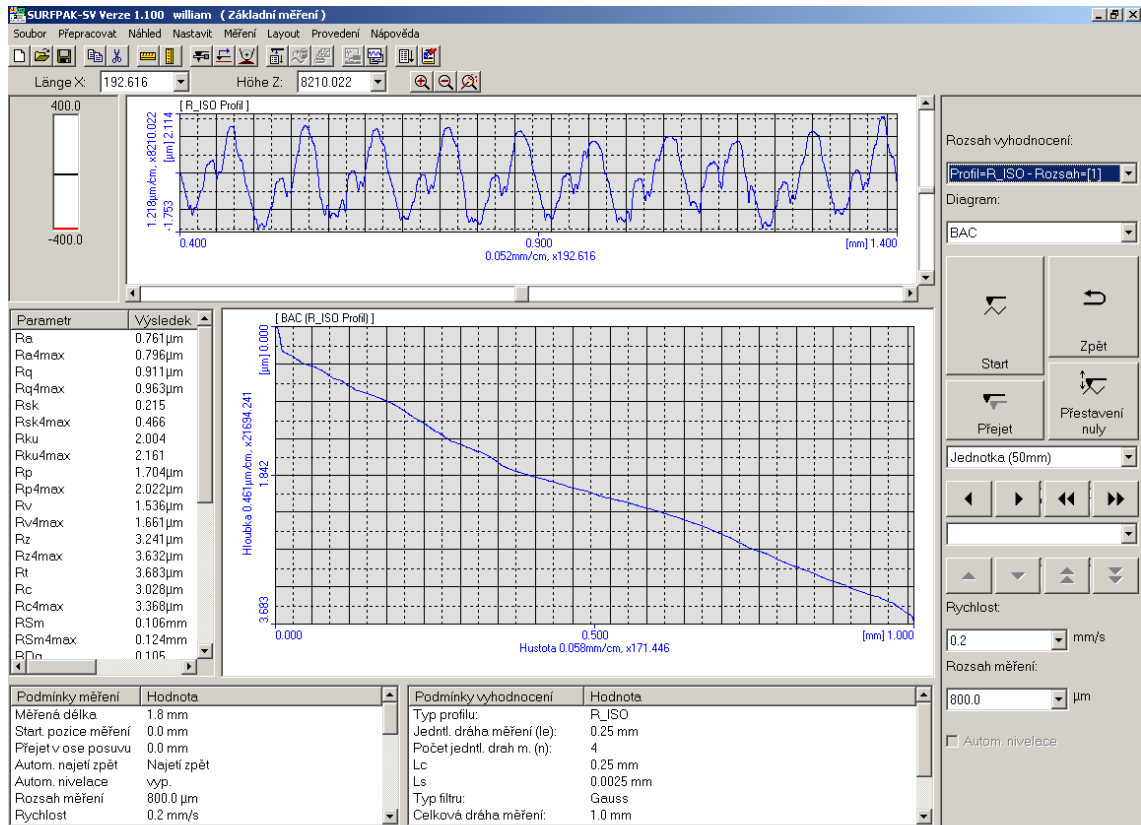 SURFPAK-SV Verze 1.100 william ( Základní měření )
Soubor Přepracovat Náhled Nastavit Měření Layout Provedení Nápověda
Länge X: 192.616 Höhe Z: 8210.022
400.0
-400.0
[ R_ISO Profil ]
1.218µm/cm, x8210.022
-1.753 [µm] 2.114
0.400 0.900 [mm] 1.400
0.052mm/cm, x192.616
Parametr Výsledek
Ra 0.761µm
Ra4max 0.796µm
Rq 0.911µm
Rq4max 0.963µm
Rsk 0.215
Rsk4max 0.466
Rku 2.004
Rku4max 2.161
Rp 1.704µm
Rp4max 2.022µm
Rv 1.536µm
Rv4max 1.661µm
Rz 3.241µm
Rz4max 3.632µm
Rt 3.683µm
Rc 3.028µm
Rc4max 3.368µm
RSm 0.106mm
RSm4max 0.124mm
RDq 0.105
[ BAC (R_ISO Profil) ]
Hloubka 0.461µm/cm, x21694.241
3.683 1.842 [µm] 0.000
0.000 0.500 [mm] 1.000
Hustota 0.058mm/cm, x171.446
Podmínky měření Hodnota
Měřená délka 1.8 mm
Start. pozice měření 0.0 mm
Přejet v ose posuvu 0.0 mm
Autom. najetí zpět Najetí zpět
Autom. nivelace vyp.
Rozsah měření 800.0 µm
Rychlost 0.2 mm/s
Podmínky vyhodnocení Hodnota
Typ profilu: R_ISO
Jedntl. dráha měření (le): 0.25 mm
Počet jedntl. drah m. (n) 4
Lc 0.25 mm
Ls 0.0025 mm
Typ filtru: Gauss
Celková dráha měření: 1.0 mm
Rozsah vyhodnocení:
Profil=R_ISO - Rozsah=[1]
Diagram:
BAC
Start
Zpět
Přejet
Přestavení
nuly
Jednotka (50mm)
Rychlost:
0.2 mm/s
Rozsah měření:
800.0 µm
Autom. nivelace